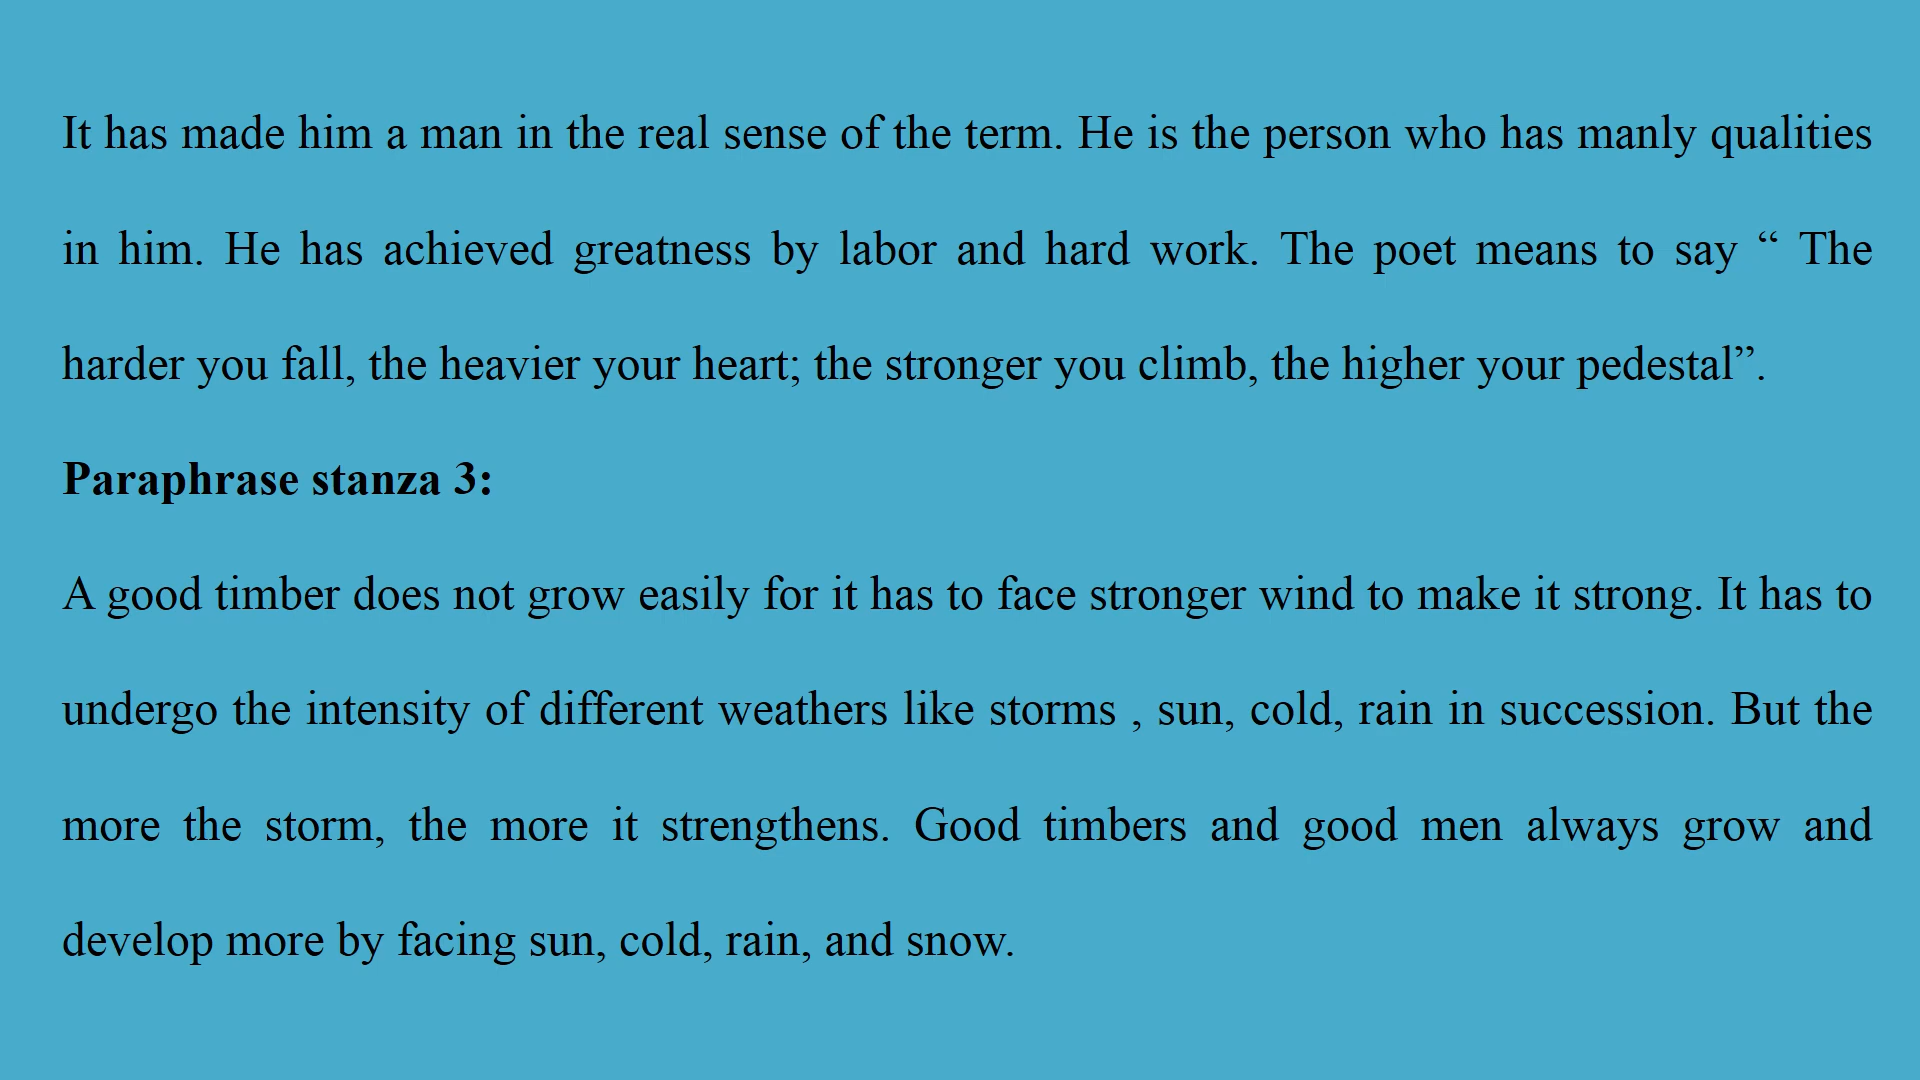 It has made him a man in the real sense of the term. He is the person who has manly qualities
in him. He has achieved greatness by labor and hard work. The poet means to say “ The
harder you fall, the heavier your heart; the stronger you climb, the higher your pedestal”.
Paraphrase stanza 3:
A good timber does not grow easily for it has to face stronger wind to make it strong. It has to
undergo the intensity of different weathers like storms , sun, cold, rain in succession. But the
more the storm, the more it strengthens. Good timbers and good men always grow and
develop more by facing sun, cold, rain, and snow.